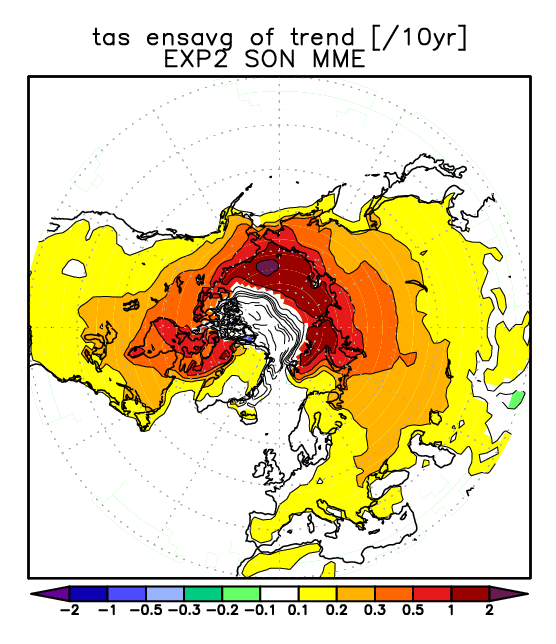 tas ensavg of trend [/10yr]
EXP2 SON MME
-2 -1 -0.5 -0.3 -0.2 -0.1 0.1 0.2 0.3 0.5 1 2